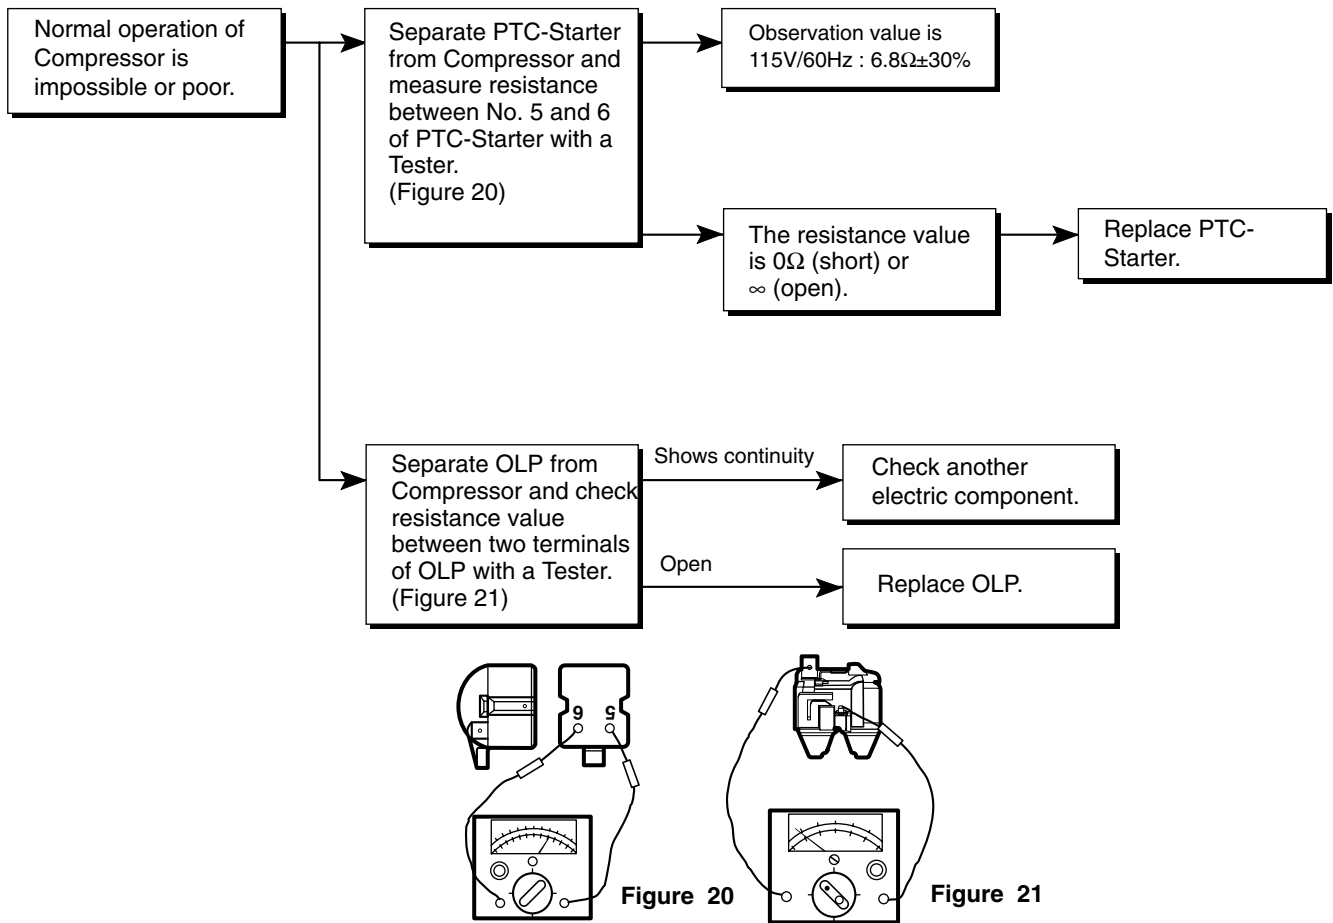 Normal operation of
Compressor is
impossible or poor.
Separate PTC-Starter
from Compressor and
measure resistance
between No. 5 and 6
of PTC-Starter with a
Tester.
(Figure 20)
Observation value is
115V/60Hz : 6.8Ω±30%
The resistance value
is 0Ω (short) or
∞ (open).
Replace PTC-
Starter.
Separate OLP from
Compressor and check
resistance value
between two terminals
of OLP with a Tester.
(Figure 21)
Shows continuity
Check another
electric component.
Open
Replace OLP.
6 5
Figure 20
Figure 21